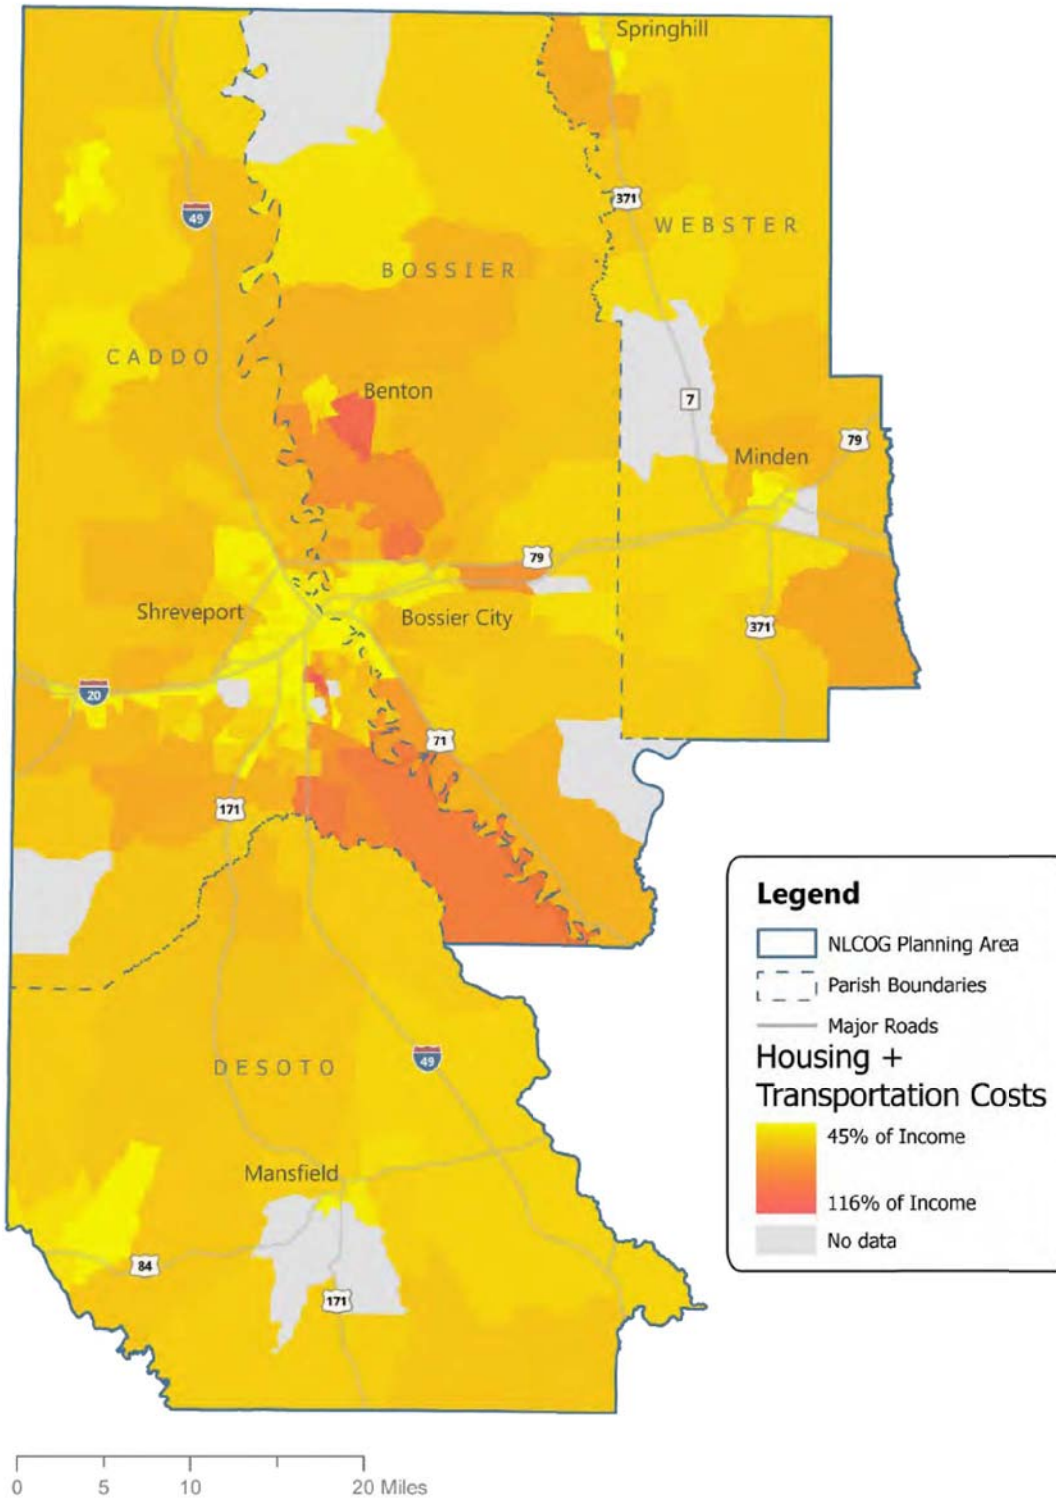 Springhill
371
WEBSTER
49
BOSSIER
CADDO
Benton
7
79
Minden
79
Shreveport
Bossier City
371
20
71
171
DESOTO
49
Mansfield
84
171
Legend
NLCOG Planning Area
Parish Boundaries
Major Roads
Housing +
Transportation Costs
45% of Income
116% of Income
No data
0 5 10 20 Miles